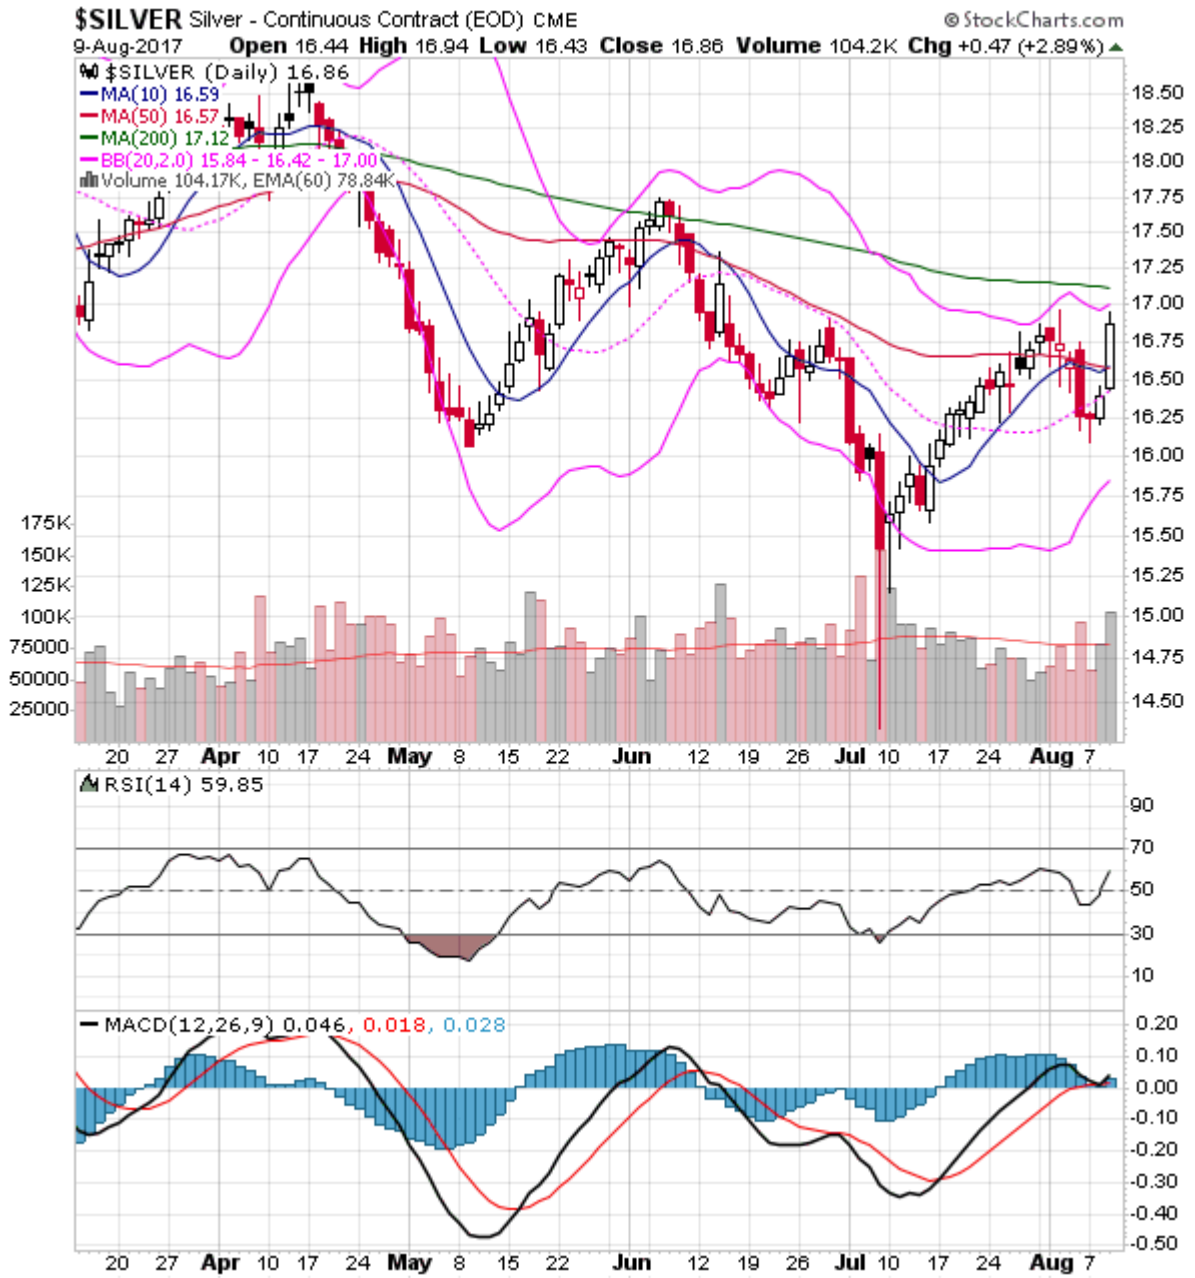 $SILVER Silver - Continuous Contract (EOD) CME © StockCharts.com
9-Aug-2017 Open 16.44 High 16.94 Low 16.43 Close 16.86 Volume 104.2K Chg +0.47 (+2.89%)
$SILVER (Daily) 16.86
MA(10) 16.59
MA(50) 16.57
MA(200) 17.12
BB(20,2.0) 15.84 - 16.42 - 17.00
Volume 104.17K, EMA(60) 78.84K
18.50
18.25
18.00
17.75
17.50
17.25
17.00
16.75
16.50
16.25
16.00
15.75
15.50
15.25
15.00
14.75
14.50
175K
150K
125K
100K
75000
50000
25000
20 27 Apr 10 17 24 May 8 15 22 Jun 12 19 26 Jul 10 17 24 Aug 7
RSI(14) 59.85
90
70
50
30
10
MACD(12,26,9) 0.046, 0.018, 0.028
0.20
0.10
0.00
-0.10
-0.20
-0.30
-0.40
-0.50
20 27 Apr 10 17 24 May 8 15 22 Jun 12 19 26 Jul 10 17 24 Aug 7